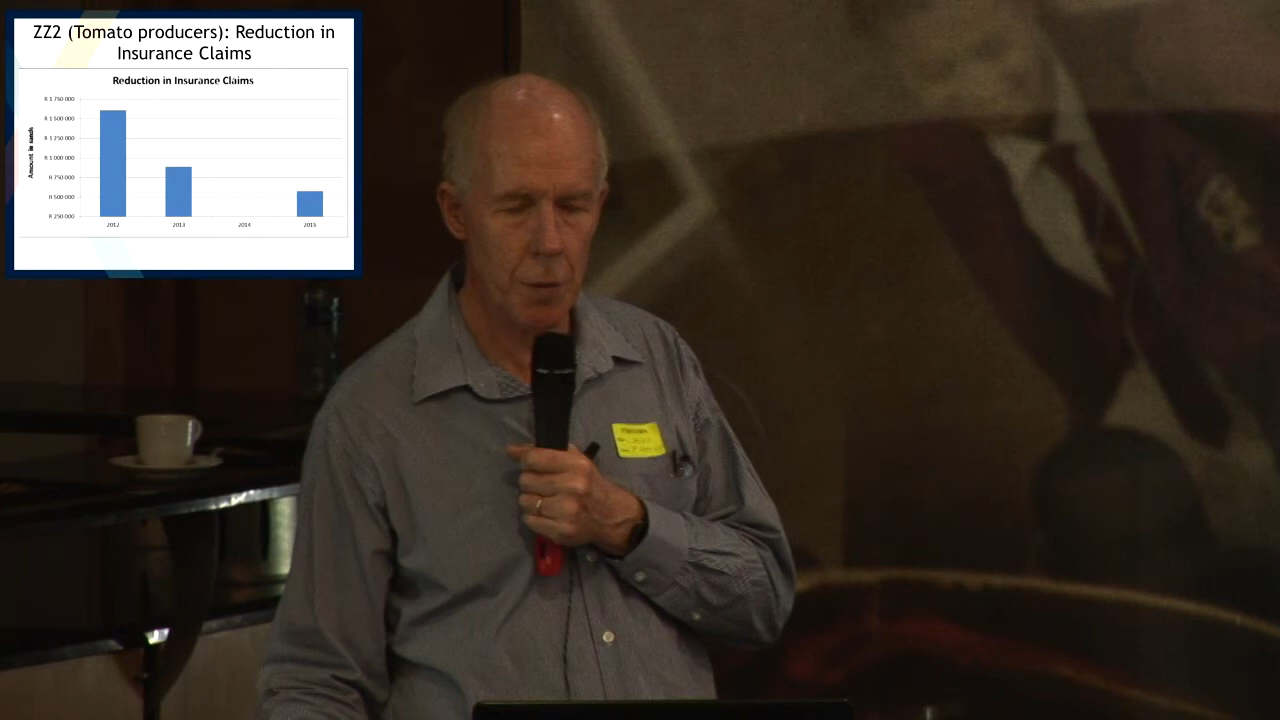 ZZ2 (Tomato producers): Reduction in
Insurance Claims
Reduction in Insurance Claims
Amount in rands
R 1 750 000
R 1 500 000
R 1 250 000
R 1 000 000
R 750 000
R 500 000
R 250 000
2012 2013 2014 2015